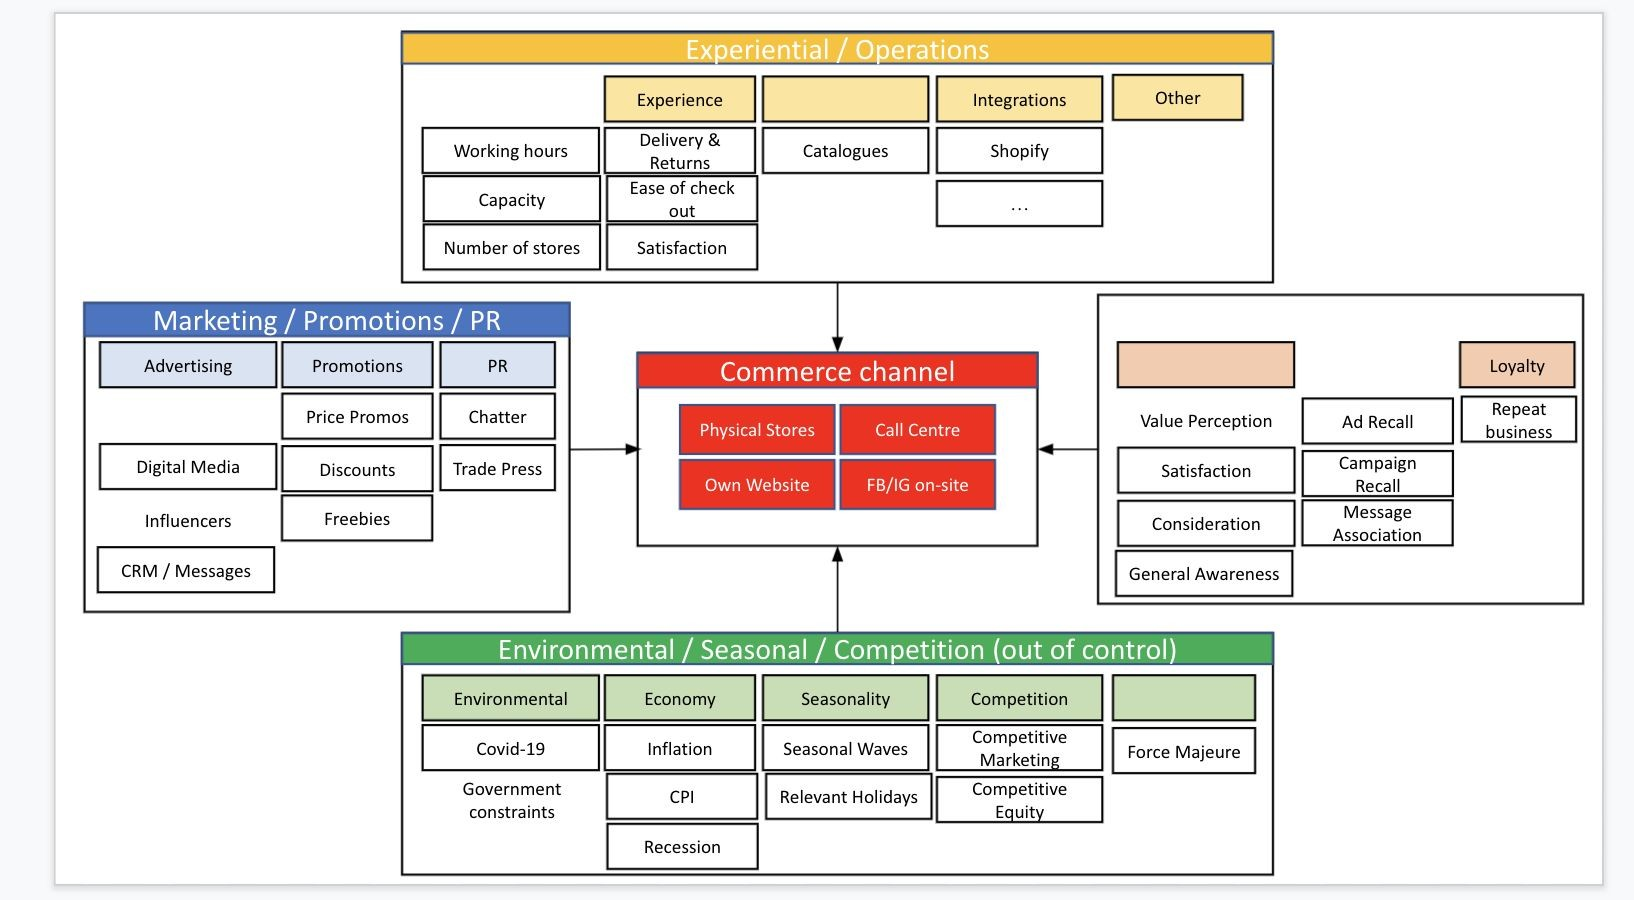 Experiential / Operations
Experience
Integrations
Other
Working hours
Delivery &
Returns
Catalogues
Shopify
Capacity
Ease of check
out
...
Number of stores
Satisfaction
Marketing / Promotions / PR
Advertising
Promotions
PR
Price Promos
Chatter
Digital Media
Discounts
Trade Press
Influencers
Freebies
CRM / Messages
Commerce channel
Physical Stores
Call Centre
Own Website
FB/IG on-site
Loyalty
Value Perception
Ad Recall
Repeat
business
Satisfaction
Campaign
Recall
Consideration
Message
Association
General Awareness
Environmental / Seasonal / Competition (out of control)
Environmental
Economy
Seasonality
Competition
Covid-19
Inflation
Seasonal Waves
Competitive
Marketing
Force Majeure
Government
constraints
CPI
Relevant Holidays
Competitive
Equity
Recession